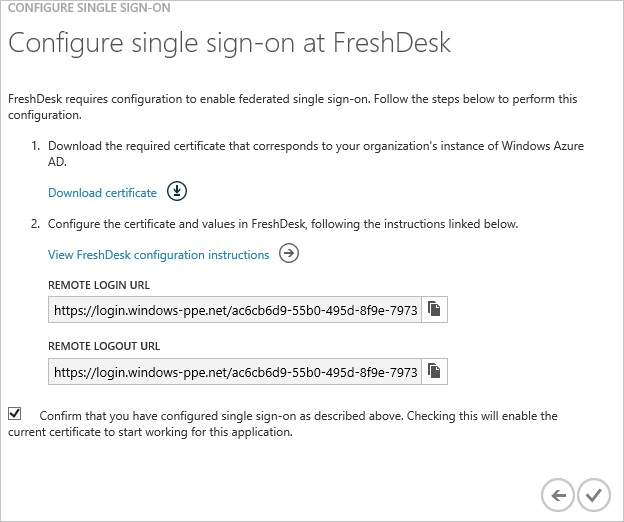 CONFIGURE SINGLE SIGN-ON
Configure single sign-on at FreshDesk
FreshDesk requires configuration to enable federated single sign-on. Follow the steps below to perform this
configuration.
1. Download the required certificate that corresponds to your organization's instance of Windows Azure
AD.
Download certificate
2. Configure the certificate and values in FreshDesk, following the instructions linked below.
View FreshDesk configuration instructions
REMOTE LOGIN URL
https://login.windows-ppe.net/ac6cb6d9-55b0-495d-8f9e-7973
REMOTE LOGOUT URL
https://login.windows-ppe.net/ac6cb6d9-55b0-495d-8f9e-7973
Confirm that you have configured single sign-on as described above. Checking this will enable the
current certificate to start working for this application.